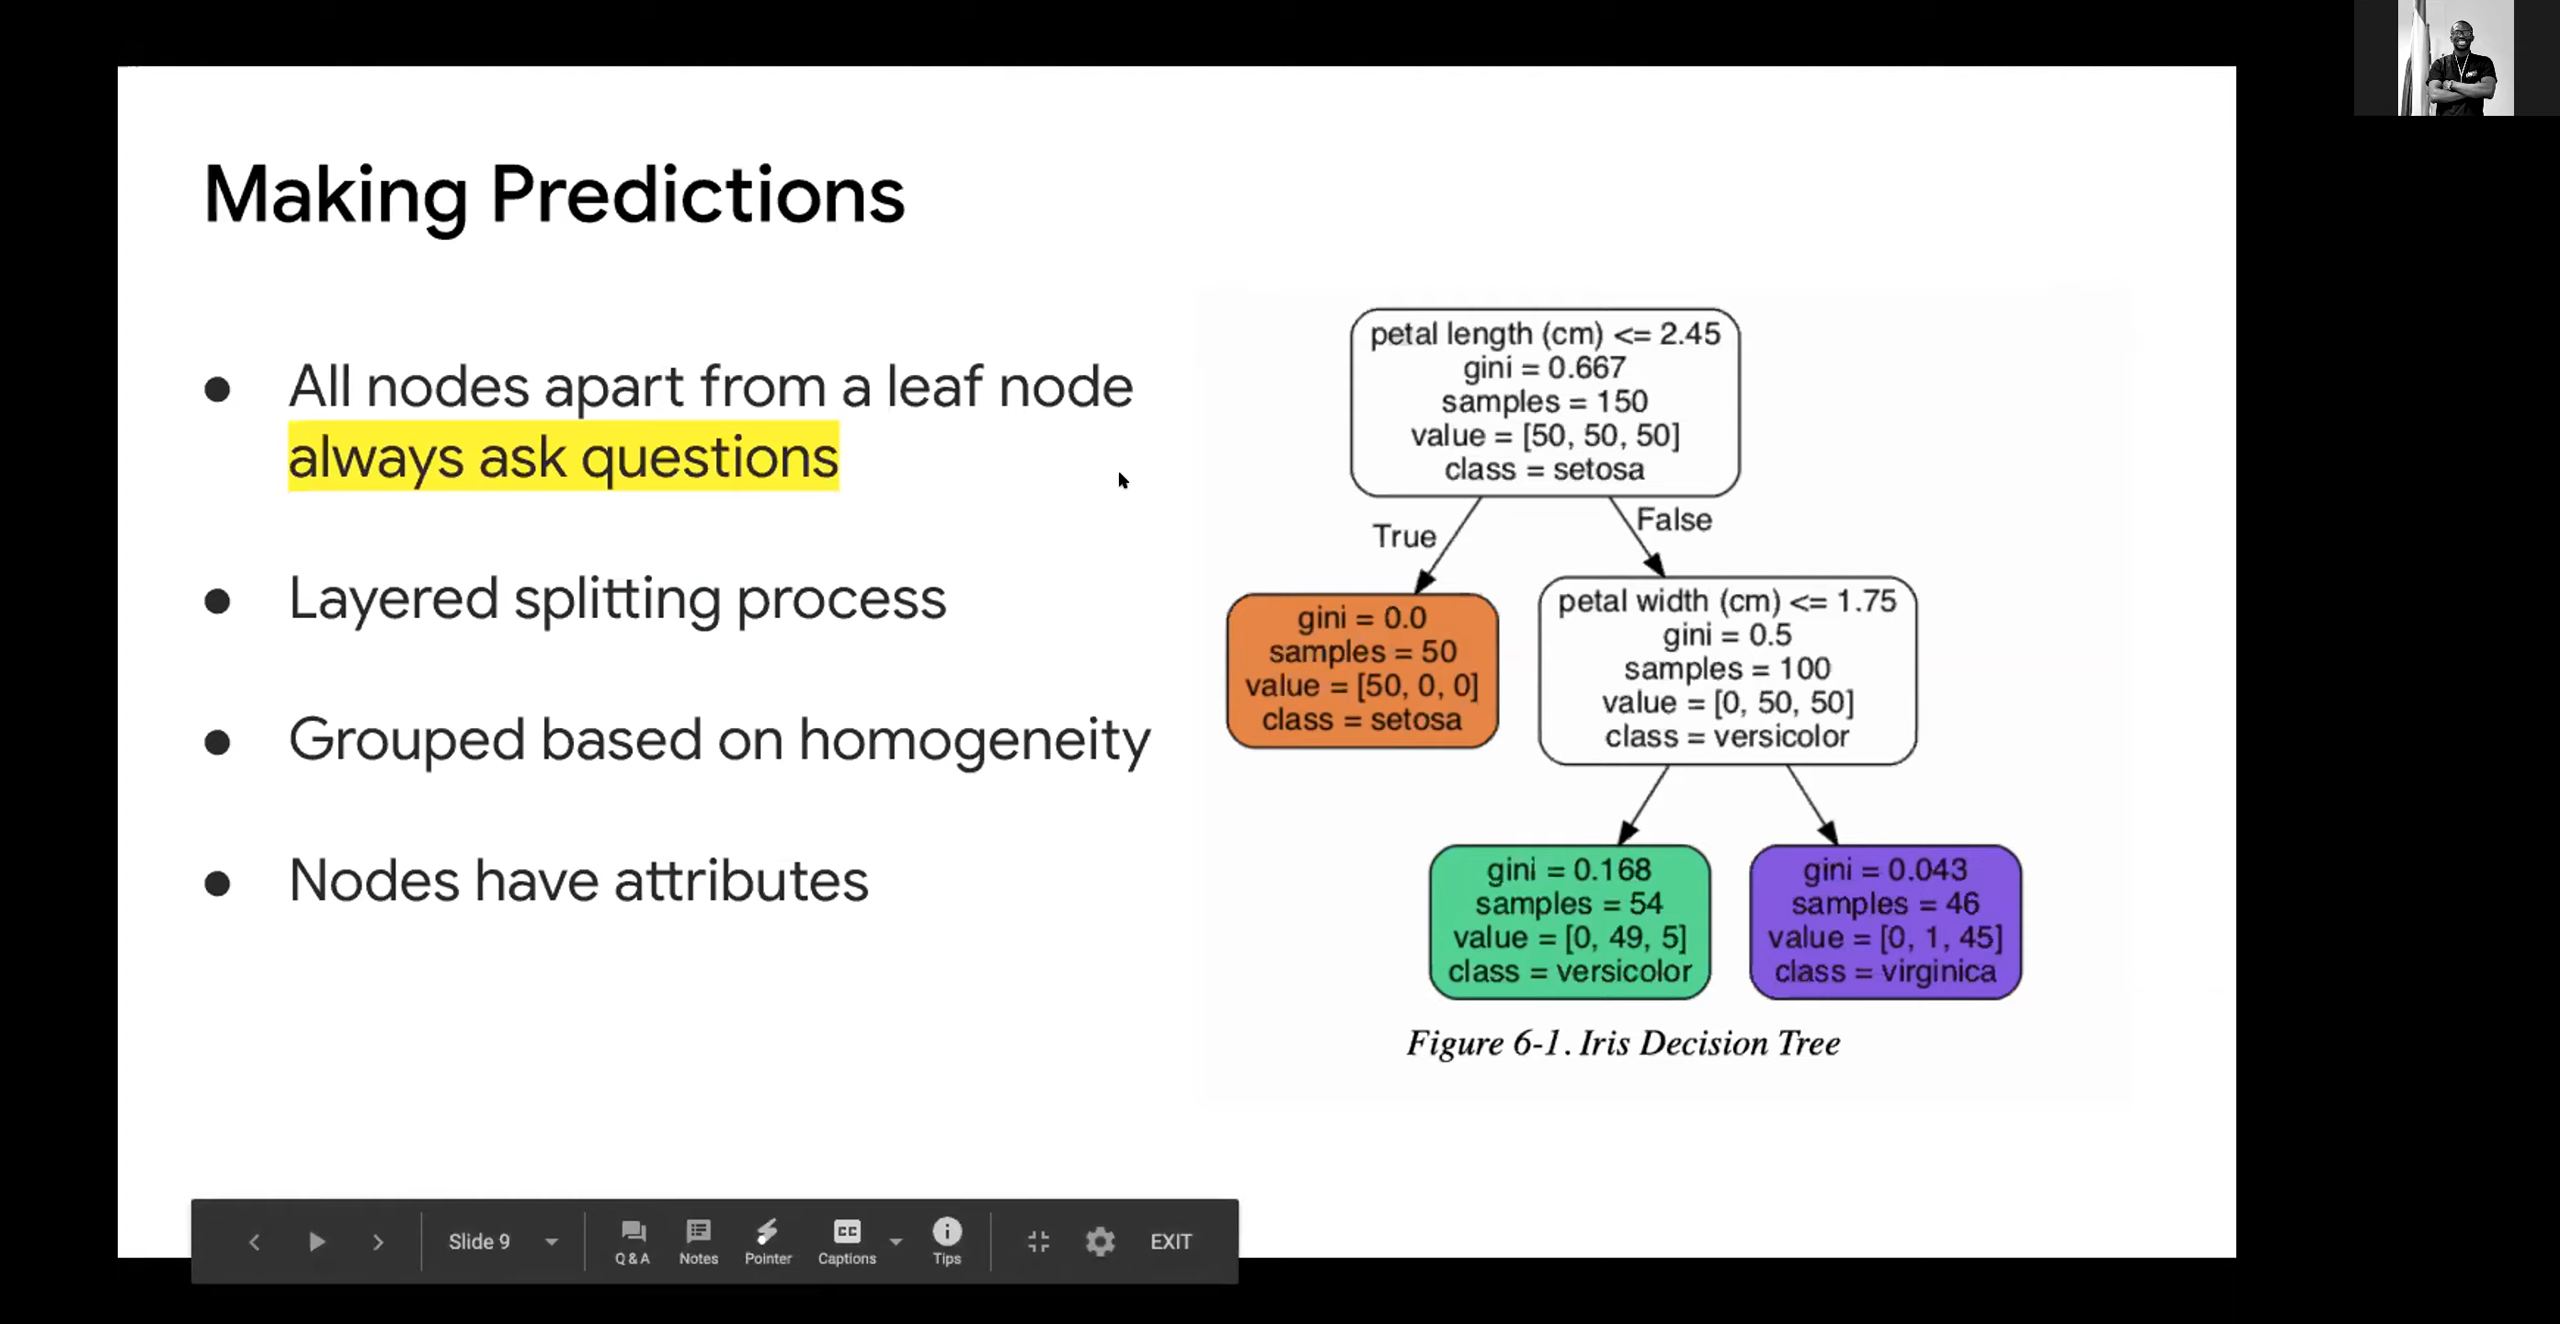 Making Predictions
● All nodes apart from a leaf node
always ask questions
● Layered splitting process
● Grouped based on homogeneity
● Nodes have attributes
petal length (cm) <= 2.45
gini = 0.667
samples = 150
value = [50, 50, 50]
class = setosa
True
False
gini = 0.0
samples = 50
value = [50, 0, 0]
class = setosa
petal width (cm) <= 1.75
gini = 0.5
samples = 100
value = [0, 50, 50]
class = versicolor
gini = 0.168
samples = 54
value = [0, 49, 5]
class = versicolor
gini = 0.043
samples = 46
value = [0, 1, 45]
class = virginica
Figure 6-1. Iris Decision Tree
Slide 9
Q & A
Notes
Pointer
CC
Captions
Tips
EXIT